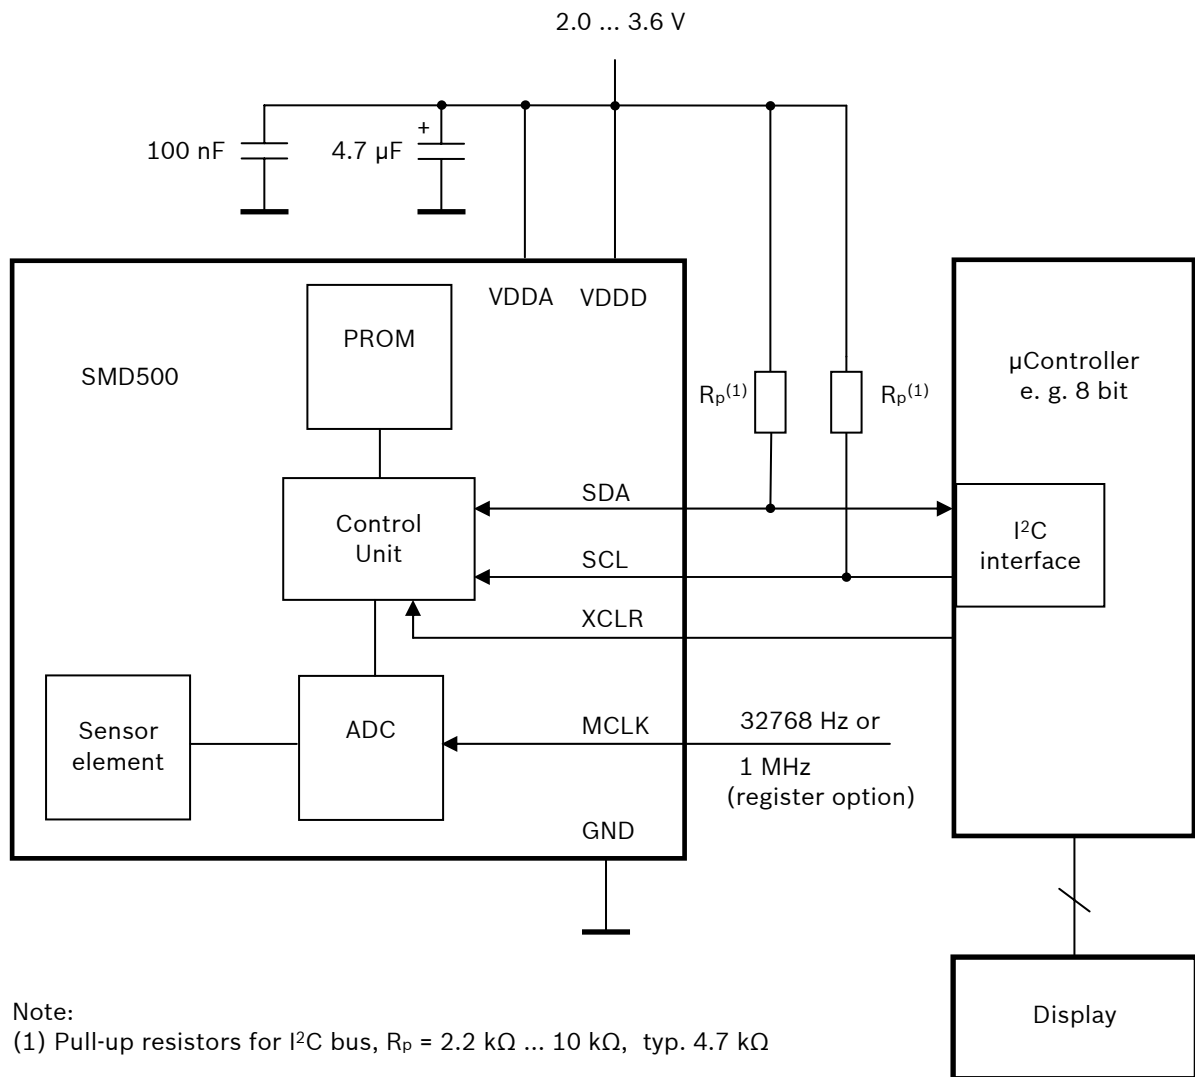 2.0 ... 3.6 V
100 nF
+
4.7 µF
VDDA
VDDD
PROM
SMD500
µController
e. g. 8 bit
Rp(1)
Rp(1)
SDA
Control
Unit
I²C
interface
SCL
XCLR
MCLK
32768 Hz or
1 MHz
(register option)
Sensor
element
ADC
GND
Display
Note:
(1) Pull-up resistors for I²C bus, Rp = 2.2 kΩ ... 10 kΩ, typ. 4.7 kΩ